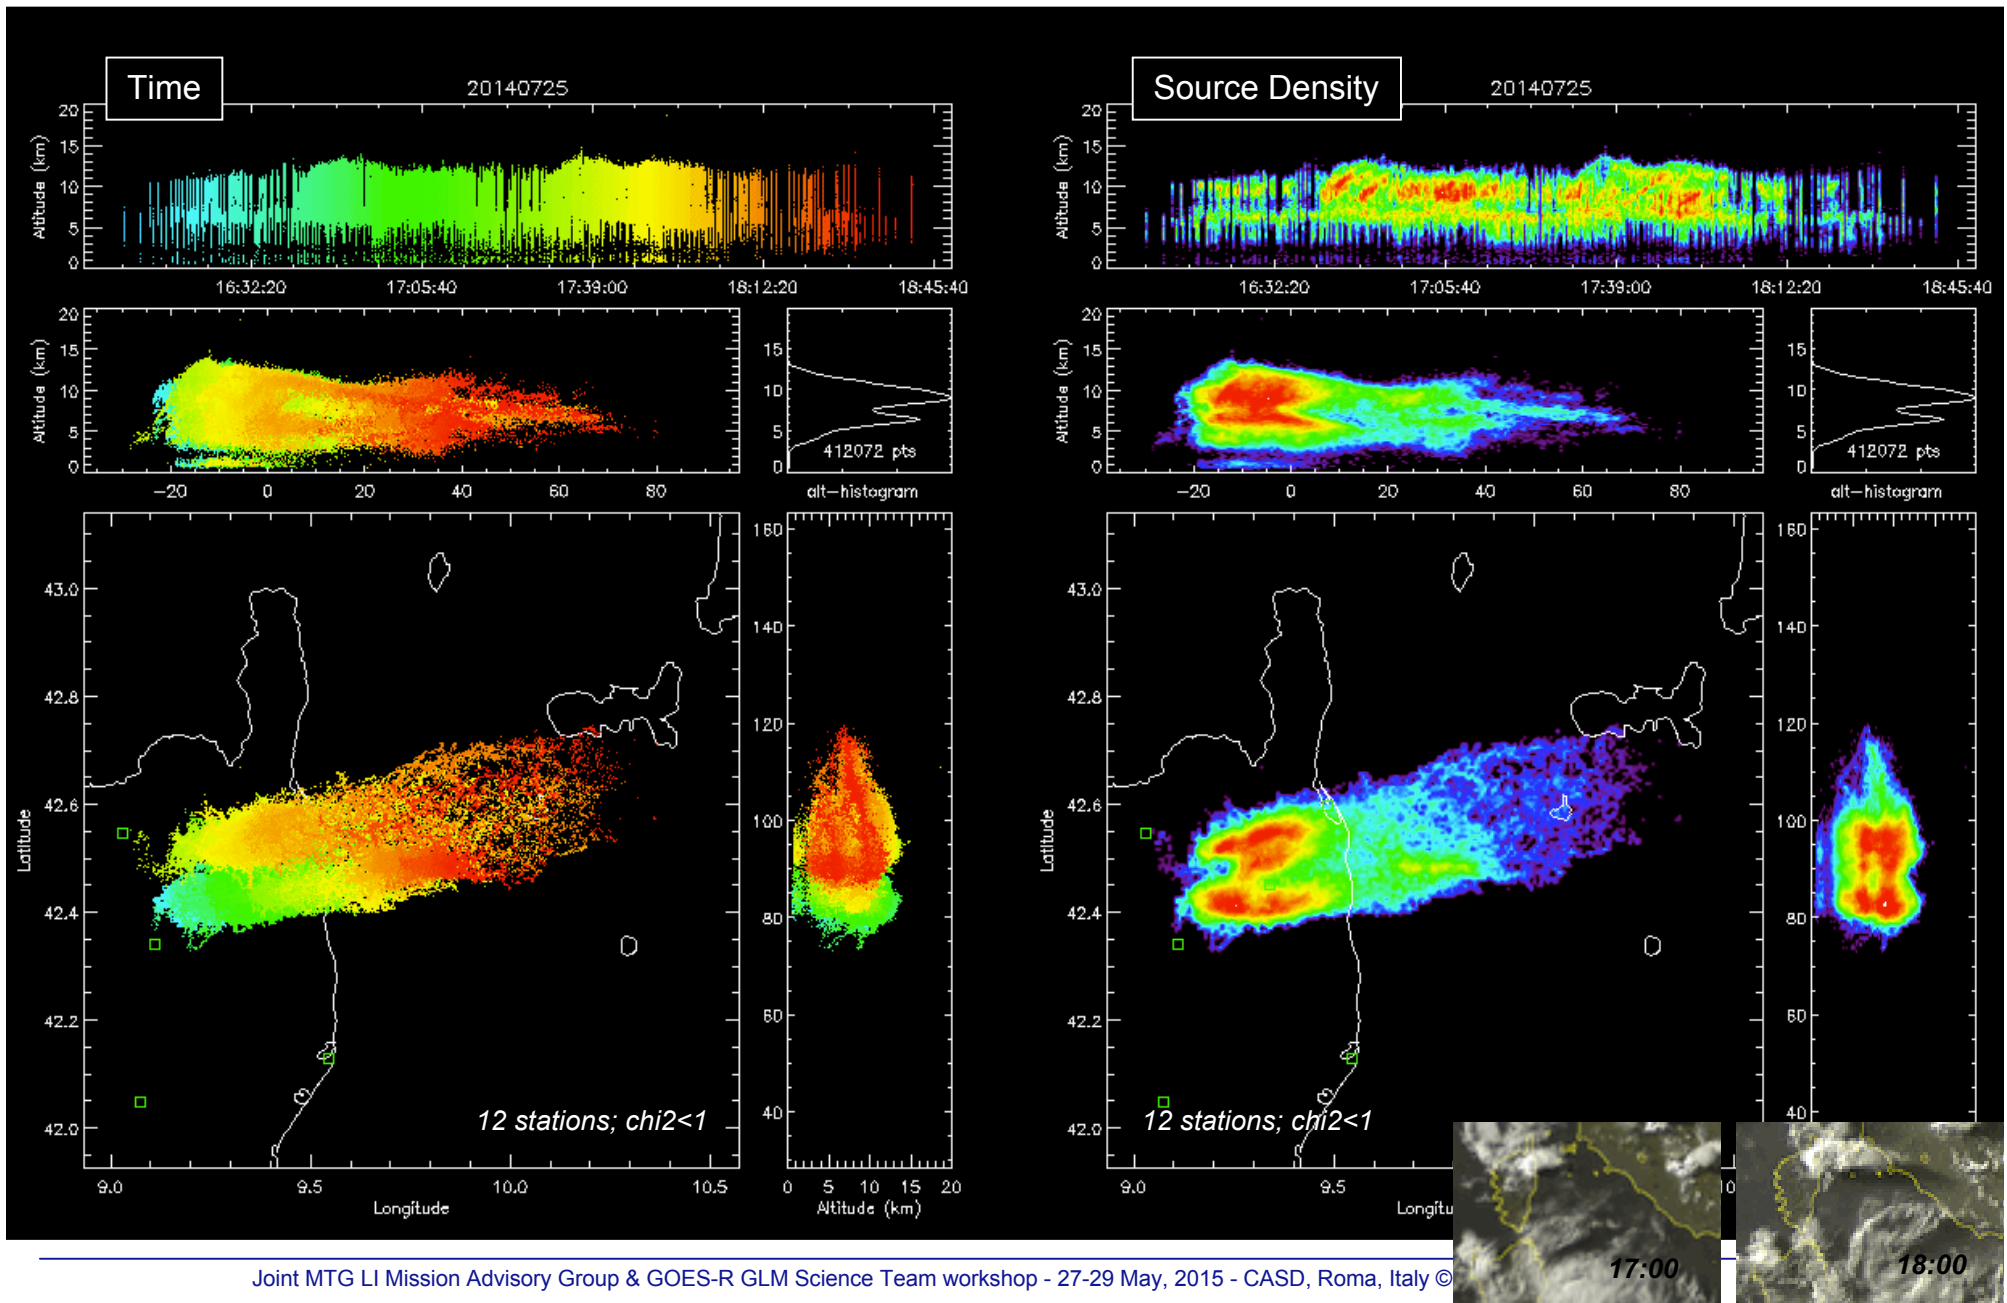 Time
20140725
20
15
10
5
0
Altitude (km)
16:32:20 17:05:40 17:39:00 18:12:20 18:45:40
20
15
10
5
0
Altitude (km)
-20 0 20 40 60 80
15
10
5
0
412072 pts
alt-histogram
43.0
42.8
42.6
42.4
42.2
42.0
Latitude
12 stations; chi2<1
9.0 9.5 10.0 10.5
Longitude
160
140
120
100
80
60
40
0 5 10 15 20
Altitude (km)
Source Density
20140725
20
15
10
5
0
Altitude (km)
16:32:20 17:05:40 17:39:00 18:12:20 18:45:40
20
15
10
5
0
Altitude (km)
-20 0 20 40 60 80
15
10
5
0
412072 pts
alt-histogram
43.0
42.8
42.6
42.4
42.2
42.0
Latitude
12 stations; chi2<1
9.0 9.5 10
Longitu
160
140
120
100
80
60
40
17:00
18:00
Joint MTG LI Mission Advisory Group & GOES-R GLM Science Team workshop - 27-29 May, 2015 - CASD, Roma, Italy ©